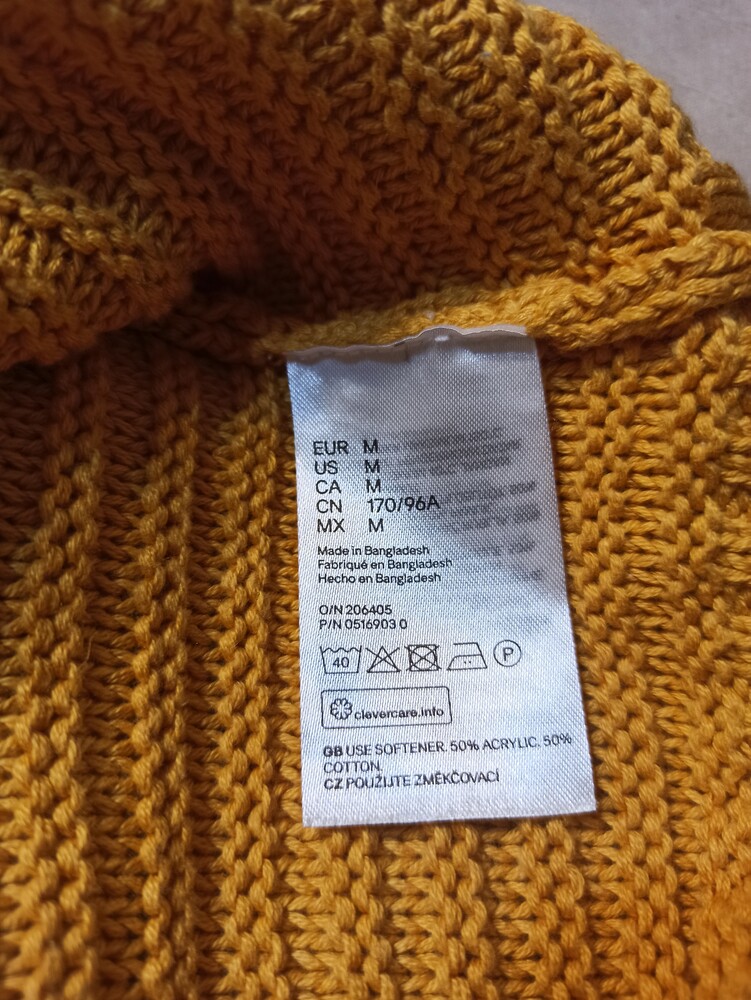 EUR M
US M
CA M
CN 170/96A
MX M
Made in Bangladesh
Fabriqué en Bangladesh
Hecho en Bangladesh
O/N 206405
P/N 0516903 0
40 P
clevercare.info
GB USE SOFTENER. 50% ACRYLIC. 50%
COTTON.
CZ POUŽIJTE ZMĚKČOVACÍ